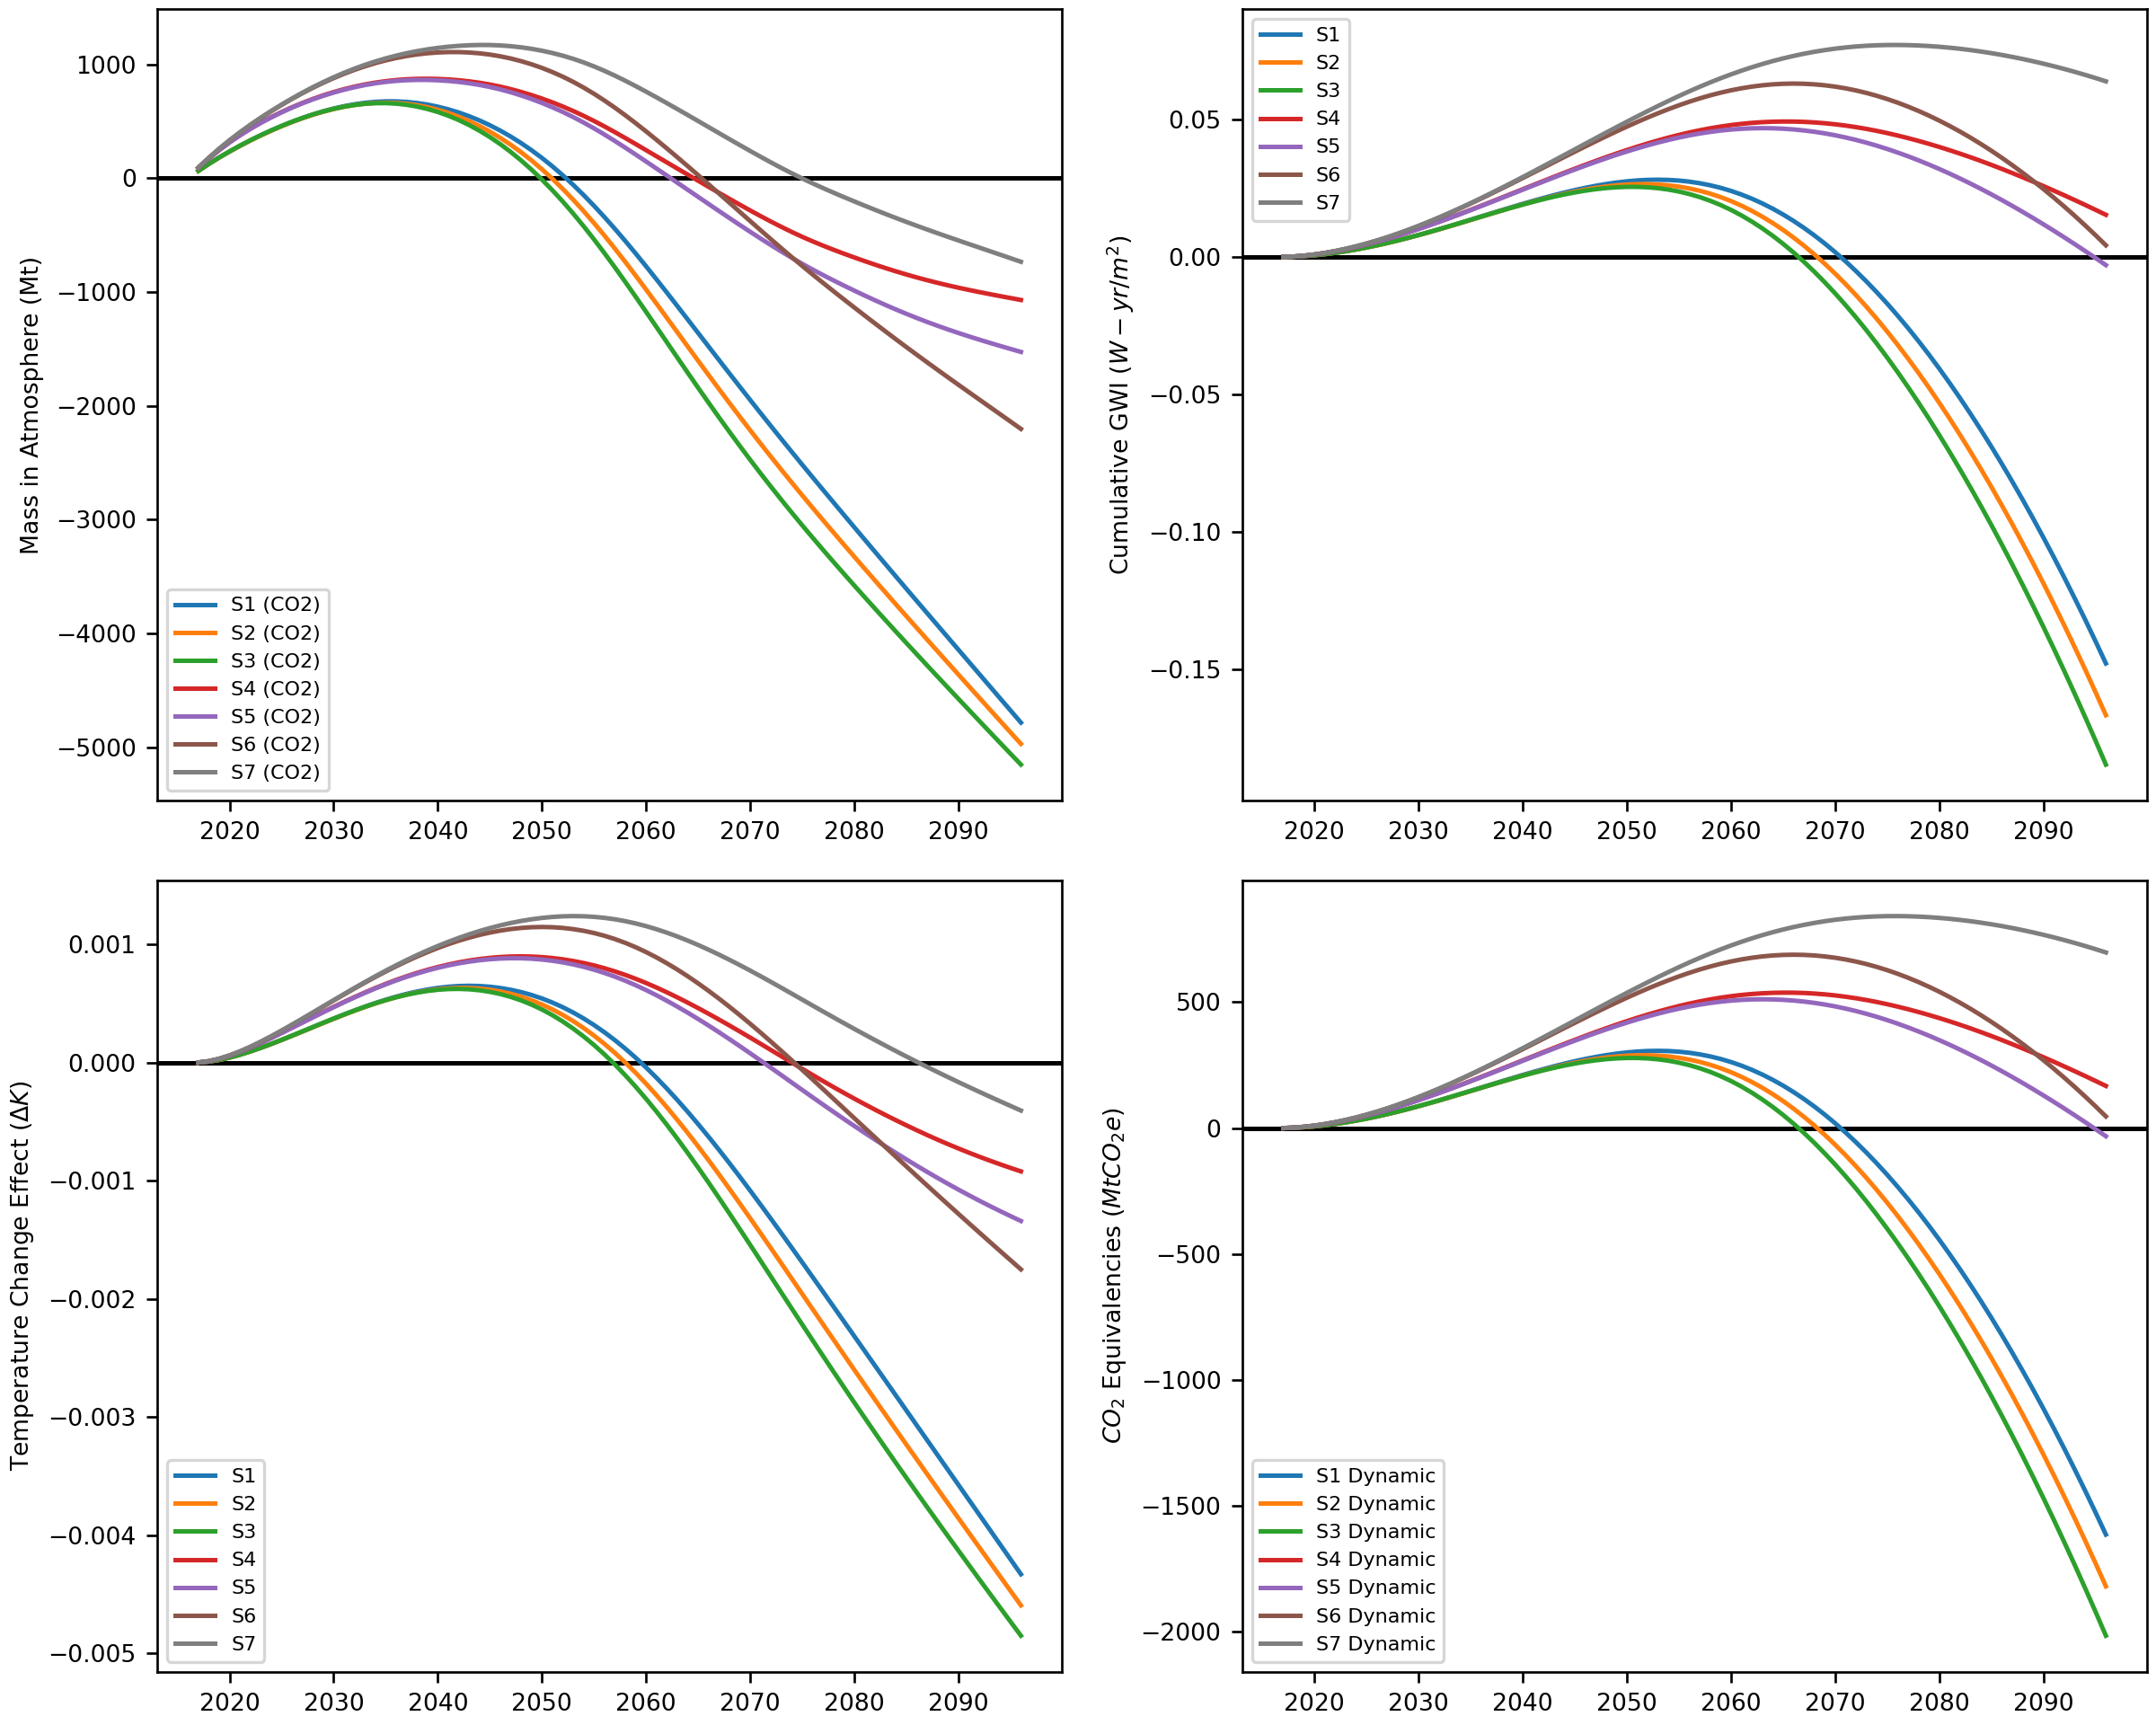 Mass in Atmosphere (Mt)
1000
0
−1000
−2000
−3000
−4000
−5000
S1 (CO2)
S2 (CO2)
S3 (CO2)
S4 (CO2)
S5 (CO2)
S6 (CO2)
S7 (CO2)
2020 2030 2040 2050 2060 2070 2080 2090
Cumulative GWI (W − yr/m²)
0.05
0.00
−0.05
−0.10
−0.15
S1
S2
S3
S4
S5
S6
S7
2020 2030 2040 2050 2060 2070 2080 2090
Temperature Change Effect (ΔK)
0.001
0.000
−0.001
−0.002
−0.003
−0.004
−0.005
S1
S2
S3
S4
S5
S6
S7
2020 2030 2040 2050 2060 2070 2080 2090
CO₂ Equivalencies (MtCO₂e)
500
0
−500
−1000
−1500
−2000
S1 Dynamic
S2 Dynamic
S3 Dynamic
S4 Dynamic
S5 Dynamic
S6 Dynamic
S7 Dynamic
2020 2030 2040 2050 2060 2070 2080 2090